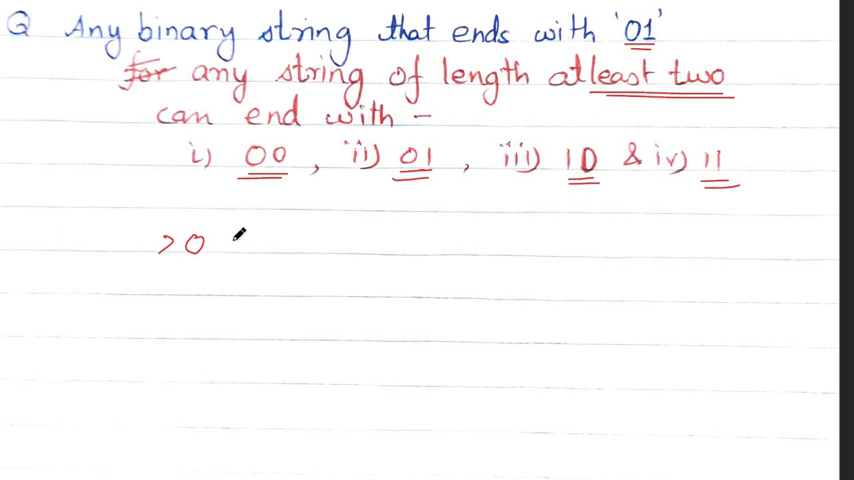 Q Any binary string that ends with '01'
for any string of length atleast two
can end with -
i) 00 , ii) 01 , iii) 10 & iv) 11
>0